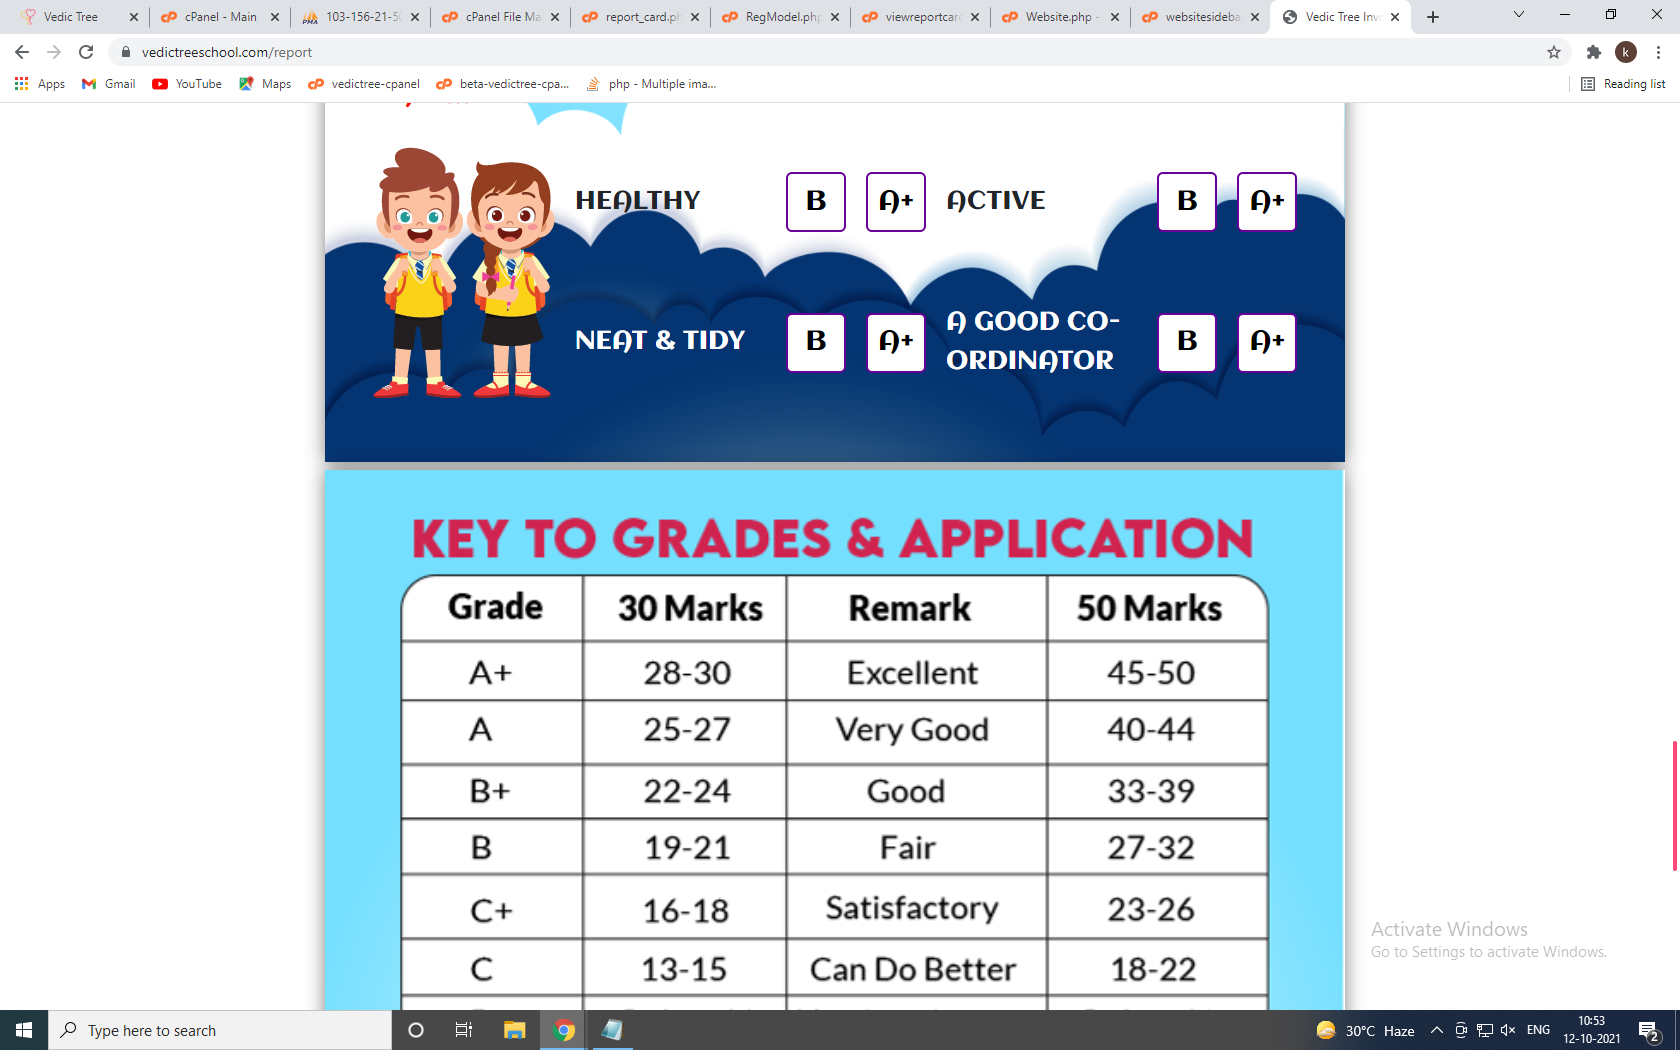 Vedic Tree
cPanel - Main
103-156-21-50
cPanel File Ma
report_card.ph
RegModel.php
viewreportcard
Website.php -
websitesideba
Vedic Tree Inv
vedictreeschool.com/report
k
Apps
Gmail
YouTube
Maps
vedictree-cpanel
beta-vedictree-cpa...
php - Multiple ima...
Reading list
HEALTHY B A+ ACTIVE B A+
NEAT & TIDY B A+ A GOOD CO-
ORDINATOR B A+
KEY TO GRADES & APPLICATION
Grade 30 Marks Remark 50 Marks
A+ 28-30 Excellent 45-50
A 25-27 Very Good 40-44
B+ 22-24 Good 33-39
B 19-21 Fair 27-32
C+ 16-18 Satisfactory 23-26
C 13-15 Can Do Better 18-22
Activate Windows
Go to Settings to activate Windows.
Type here to search
30°C Haze
ENG
10:53
12-10-2021
2